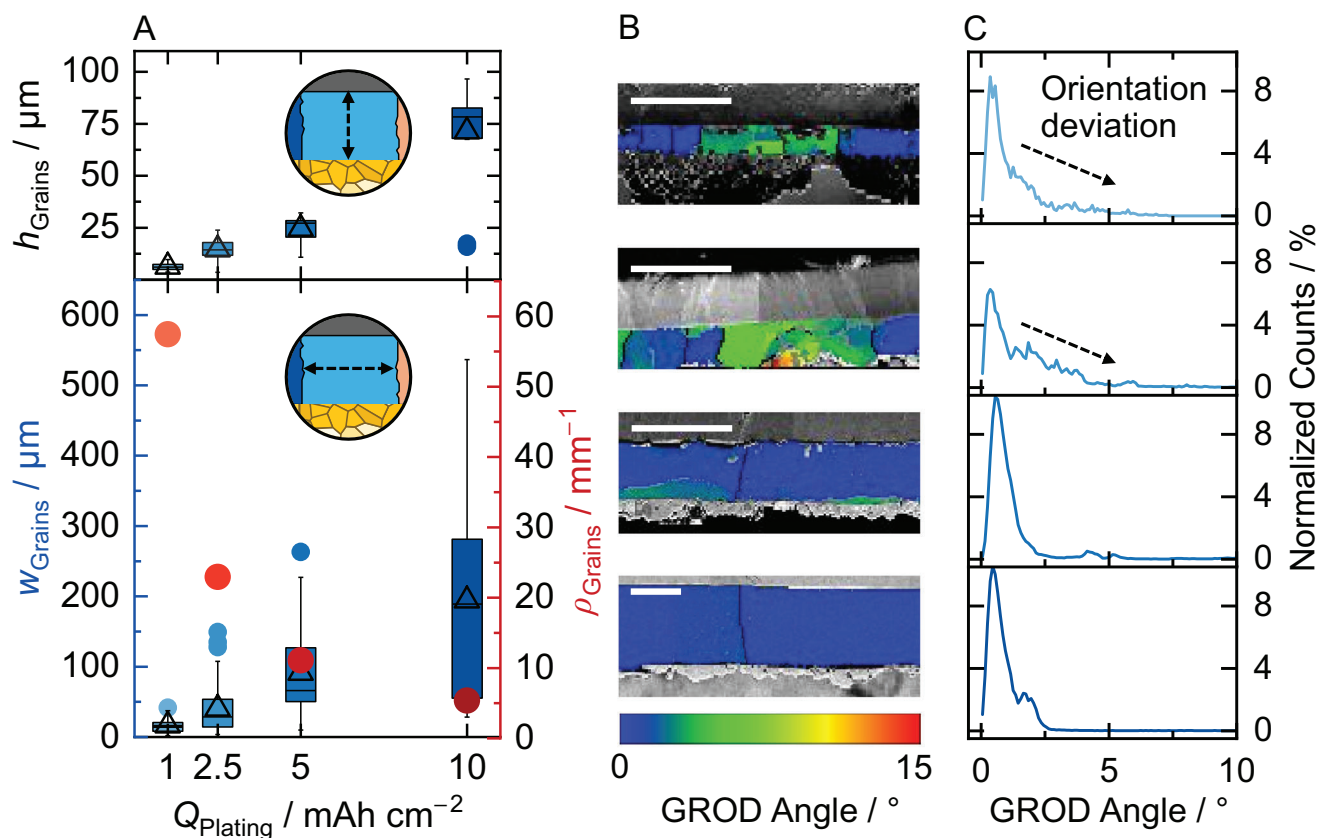 A
100
75
50
25
h_Grains / µm
600
500
400
300
200
100
0
w_Grains / µm
60
50
40
30
20
10
0
ρ_Grains / mm⁻¹
1 2.5 5 10
Q_Plating / mAh cm⁻²
B
0 15
GROD Angle / °
C
Orientation
deviation
8
4
0
8
4
0
8
4
0
8
4
0
Normalized Counts / %
0 5 10
GROD Angle / °